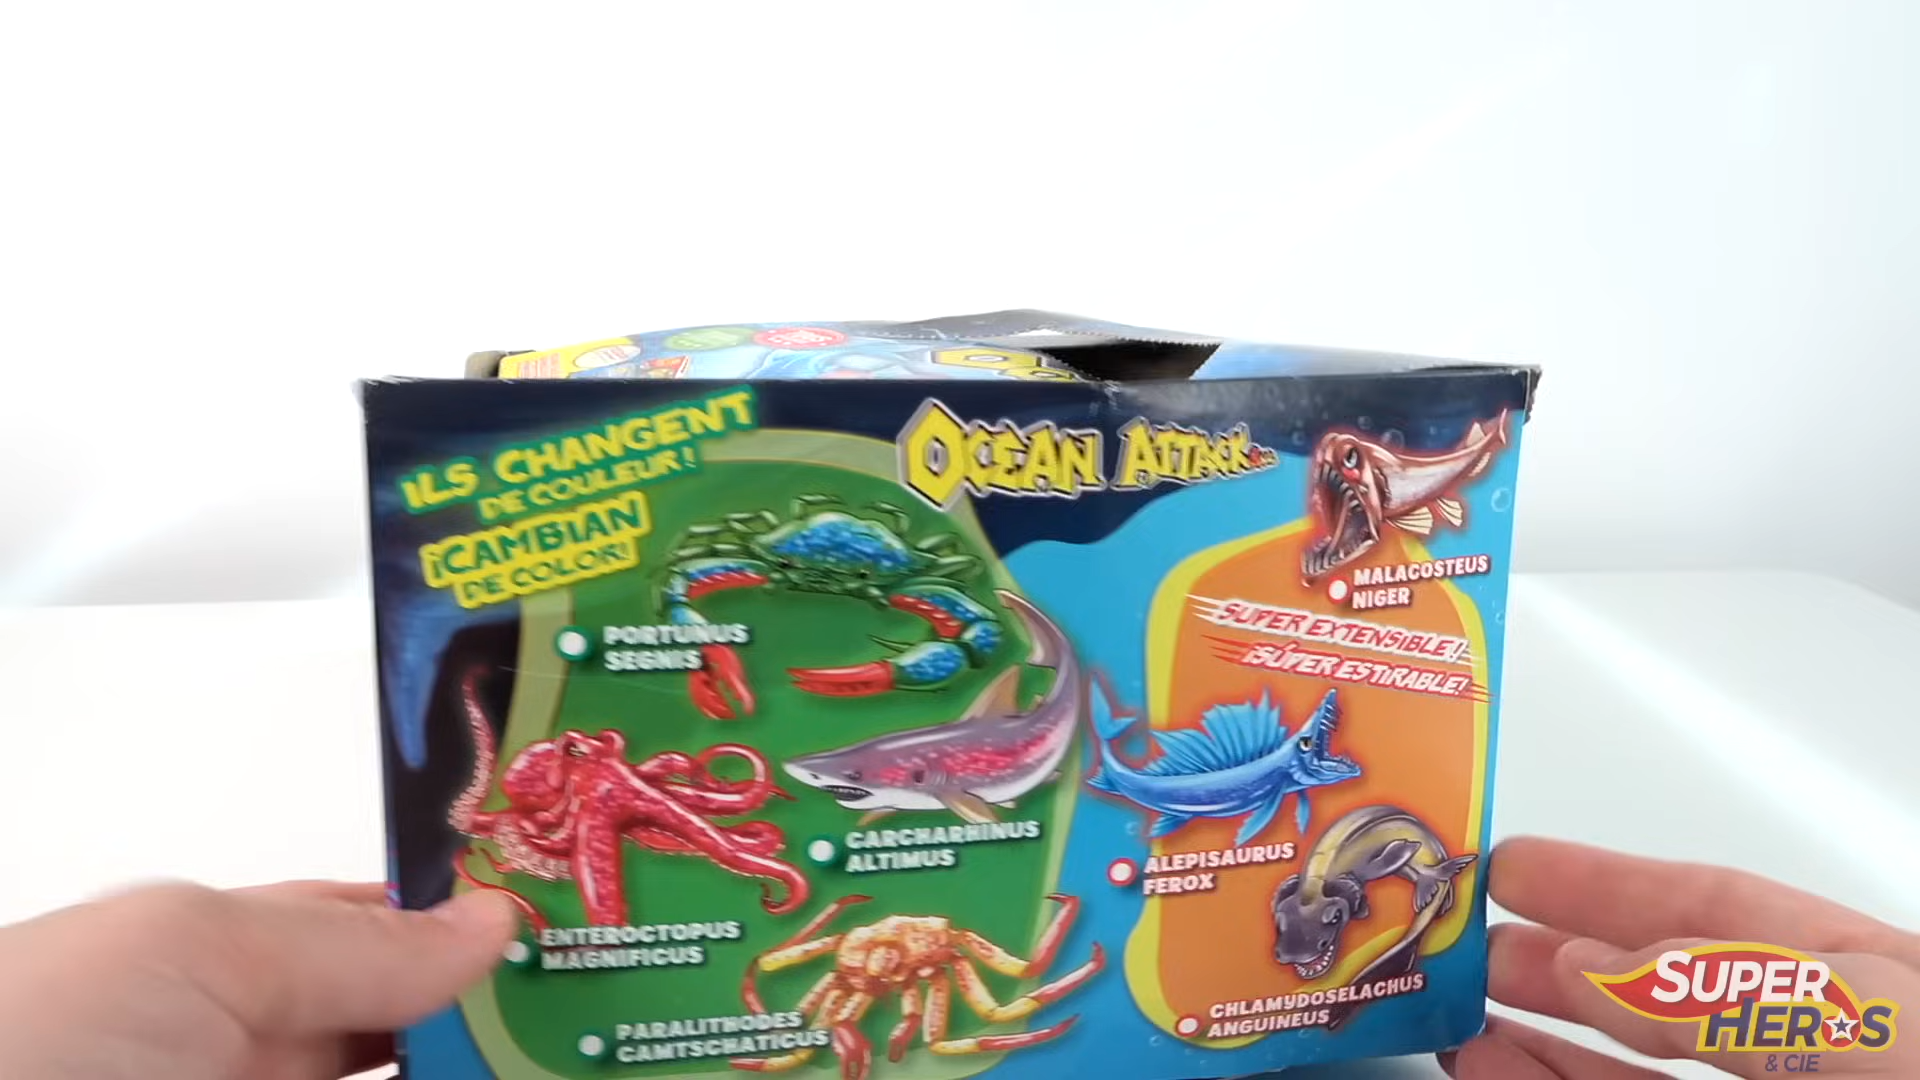 ILS CHANGENT
DE COULEUR !
¡CAMBIAN
DE COLOR!
OCEAN ATTACK
MALACOSTEUS
NIGER
SUPER EXTENSIBLE !
¡SÚPER ESTIRABLE!
PORTUNUS
SEGNIS
CARCHARHINUS
ALTIMUS
ALEPISAURUS
FEROX
ENTEROCTOPUS
MAGNIFICUS
CHLAMYDOSELACHUS
ANGUINEUS
PARALITHODES
CAMTSCHATICUS
SUPER
HEROS
& CIE